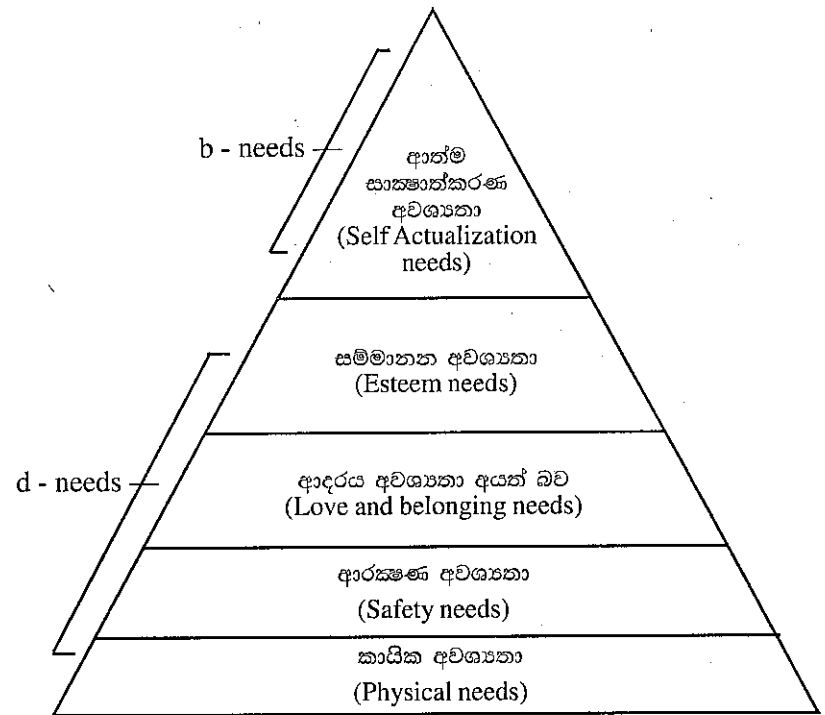 b - needs
ආත්ම
සාක්ෂාත්කරණ
අවශ්‍යතා
(Self Actualization
needs)
සම්මානන අවශ්‍යතා
(Esteem needs)
d - needs
ආදරය අවශ්‍යතා අයත් බව
(Love and belonging needs)
ආරක්ෂණ අවශ්‍යතා
(Safety needs)
කායික අවශ්‍යතා
(Physical needs)